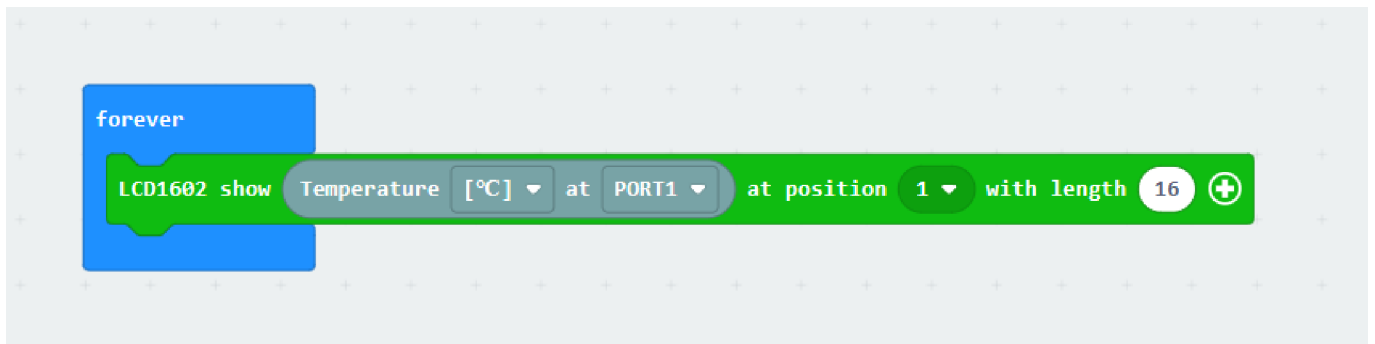 forever
LCD1602 show Temperature [℃] at PORT1 at position 1 with length 16